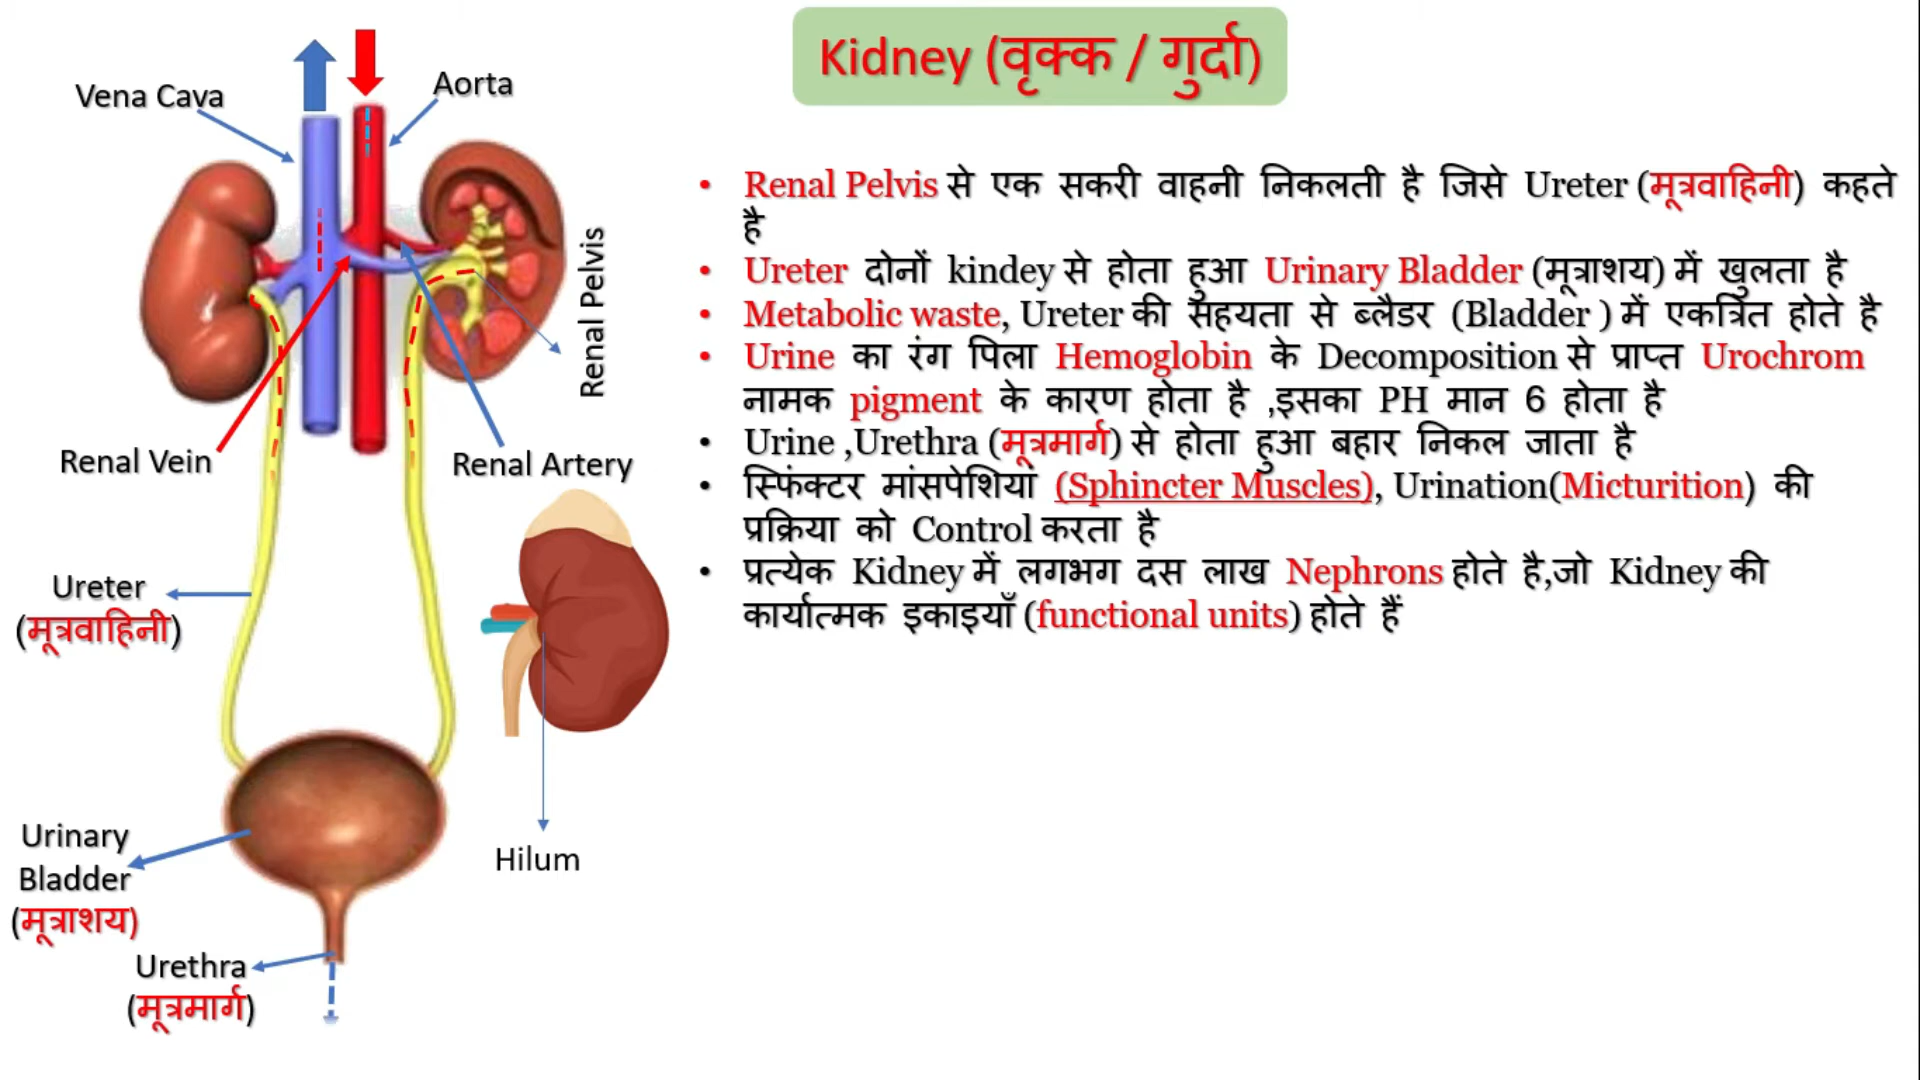 Kidney (वृक्क / गुर्दा)
Vena Cava
Aorta
Renal Pelvis
Renal Vein
Renal Artery
Ureter
(मूत्रवाहिनी)
Hilum
Urinary
Bladder
(मूत्राशय)
Urethra
(मूत्रमार्ग)
• Renal Pelvis से एक सकरी वाहनी निकलती है जिसे Ureter (मूत्रवाहिनी) कहते
है
• Ureter दोनों kindey से होता हुआ Urinary Bladder (मूत्राशय) में खुलता है
• Metabolic waste, Ureter की सहयता से ब्लैडर (Bladder ) में एकत्रित होते है
• Urine का रंग पिला Hemoglobin के Decomposition से प्राप्त Urochrom
नामक pigment के कारण होता है ,इसका PH मान 6 होता है
• Urine ,Urethra (मूत्रमार्ग) से होता हुआ बहार निकल जाता है
• स्फिंक्टर मांसपेशियां (Sphincter Muscles), Urination(Micturition) की
प्रक्रिया को Control करता है
• प्रत्येक Kidney में लगभग दस लाख Nephrons होते है,जो Kidney की
कार्यात्मक इकाइयाँ (functional units) होते हैं